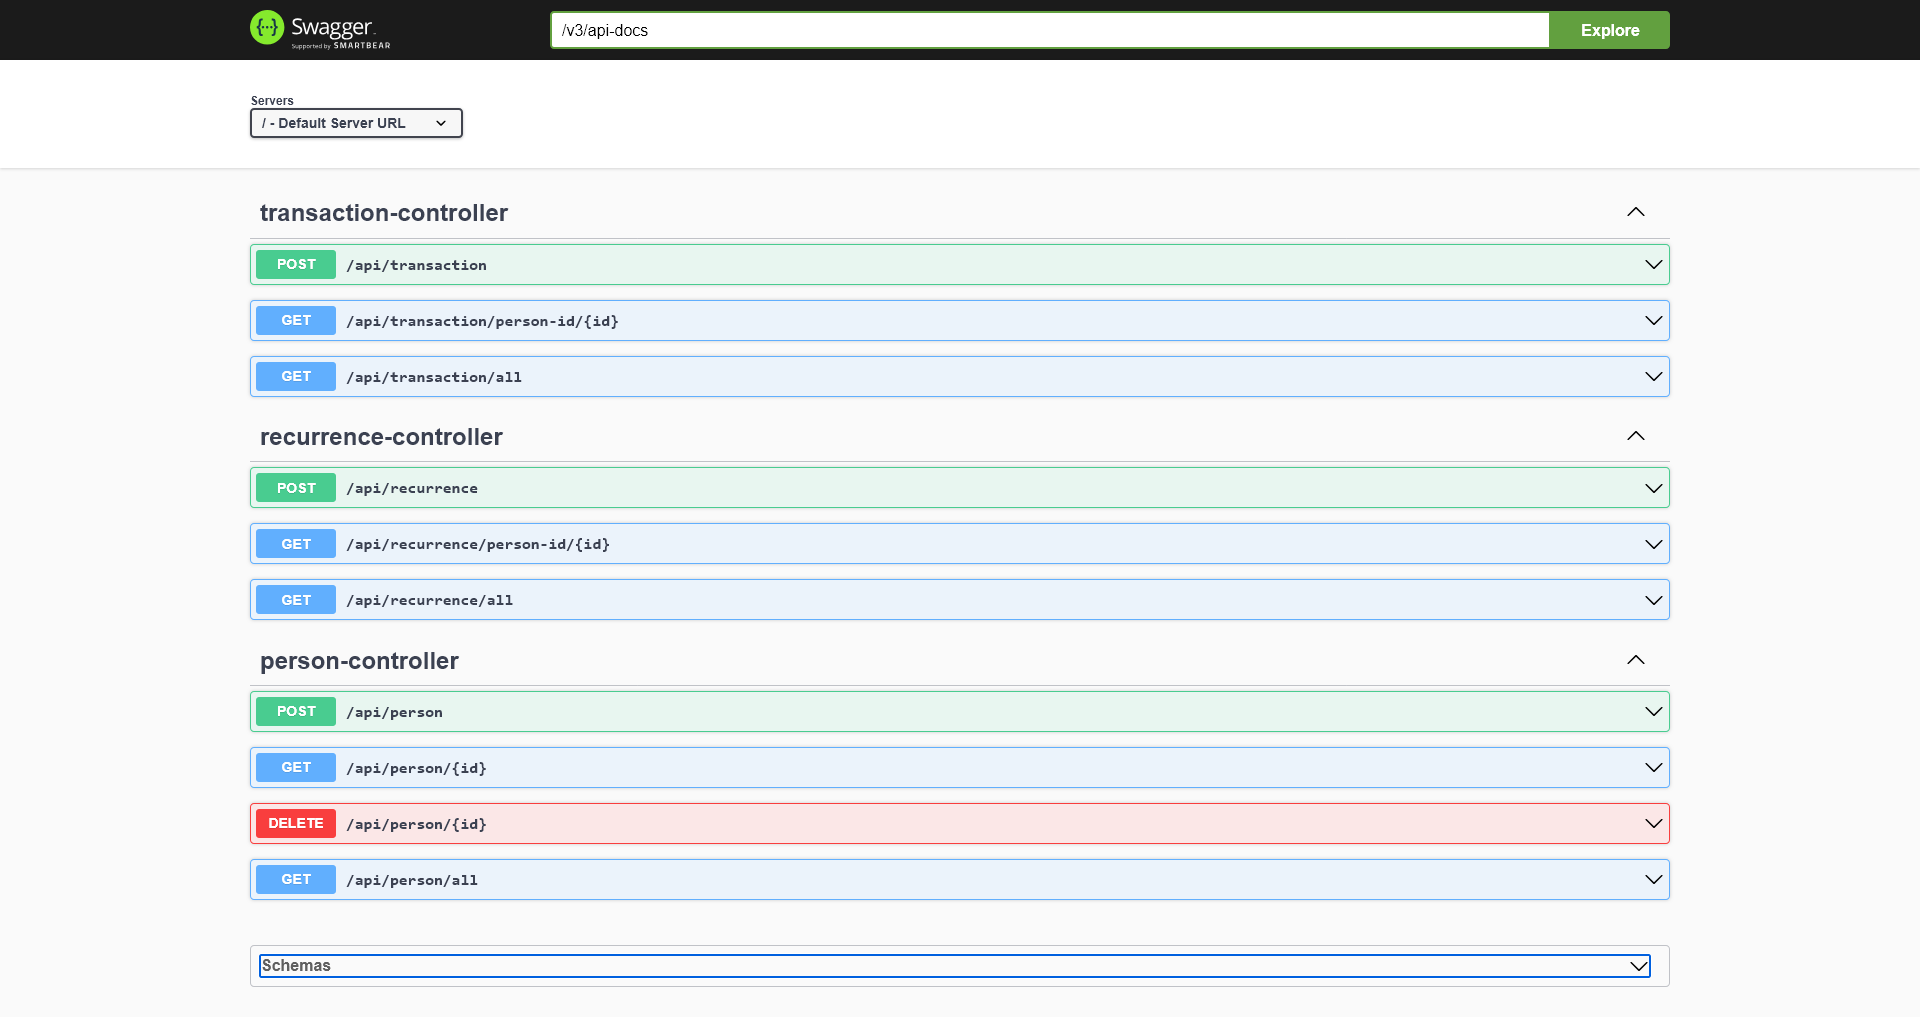 Swagger
Supported by SMARTBEAR
/v3/api-docs
Explore
Servers
/ - Default Server URL
transaction-controller
POST /api/transaction
GET /api/transaction/person-id/{id}
GET /api/transaction/all
recurrence-controller
POST /api/recurrence
GET /api/recurrence/person-id/{id}
GET /api/recurrence/all
person-controller
POST /api/person
GET /api/person/{id}
DELETE /api/person/{id}
GET /api/person/all
Schemas